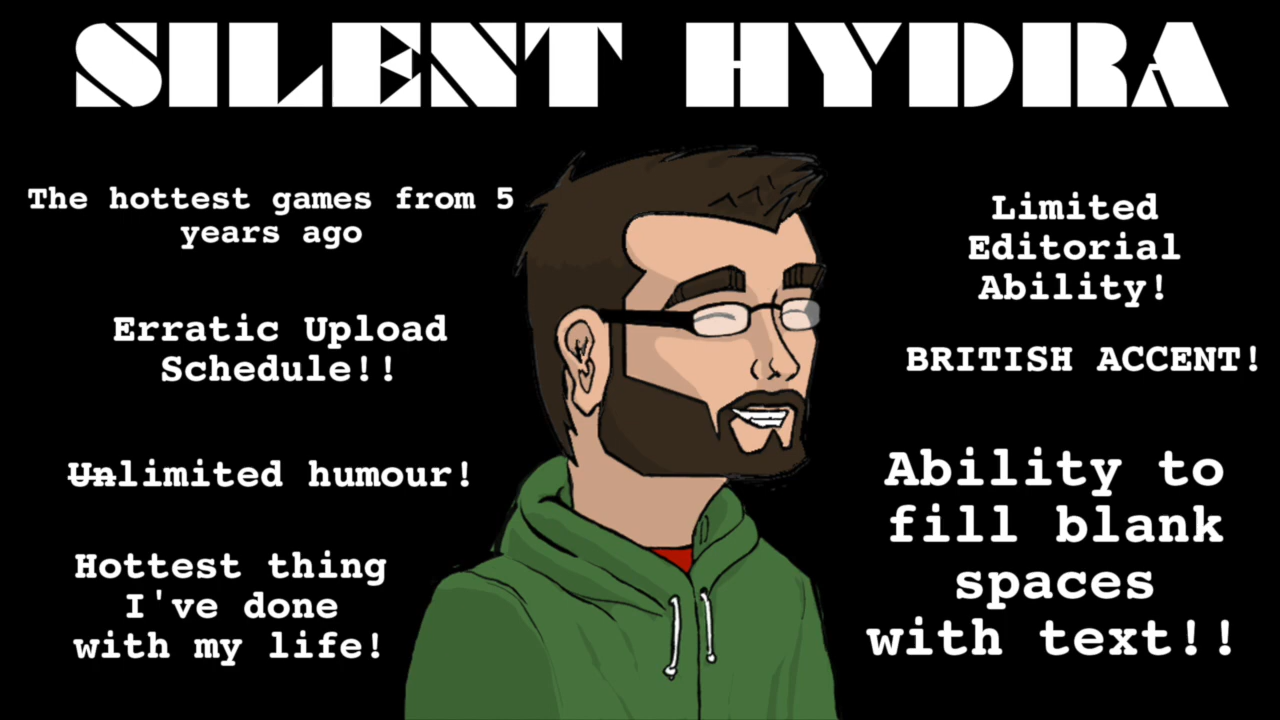 SILENT HYDRA
The hottest games from 5
years ago
Erratic Upload
Schedule!!
Unlimited humour!
Hottest thing
I've done
with my life!
Limited
Editorial
Ability!
BRITISH ACCENT!
Ability to
fill blank
spaces
with text!!